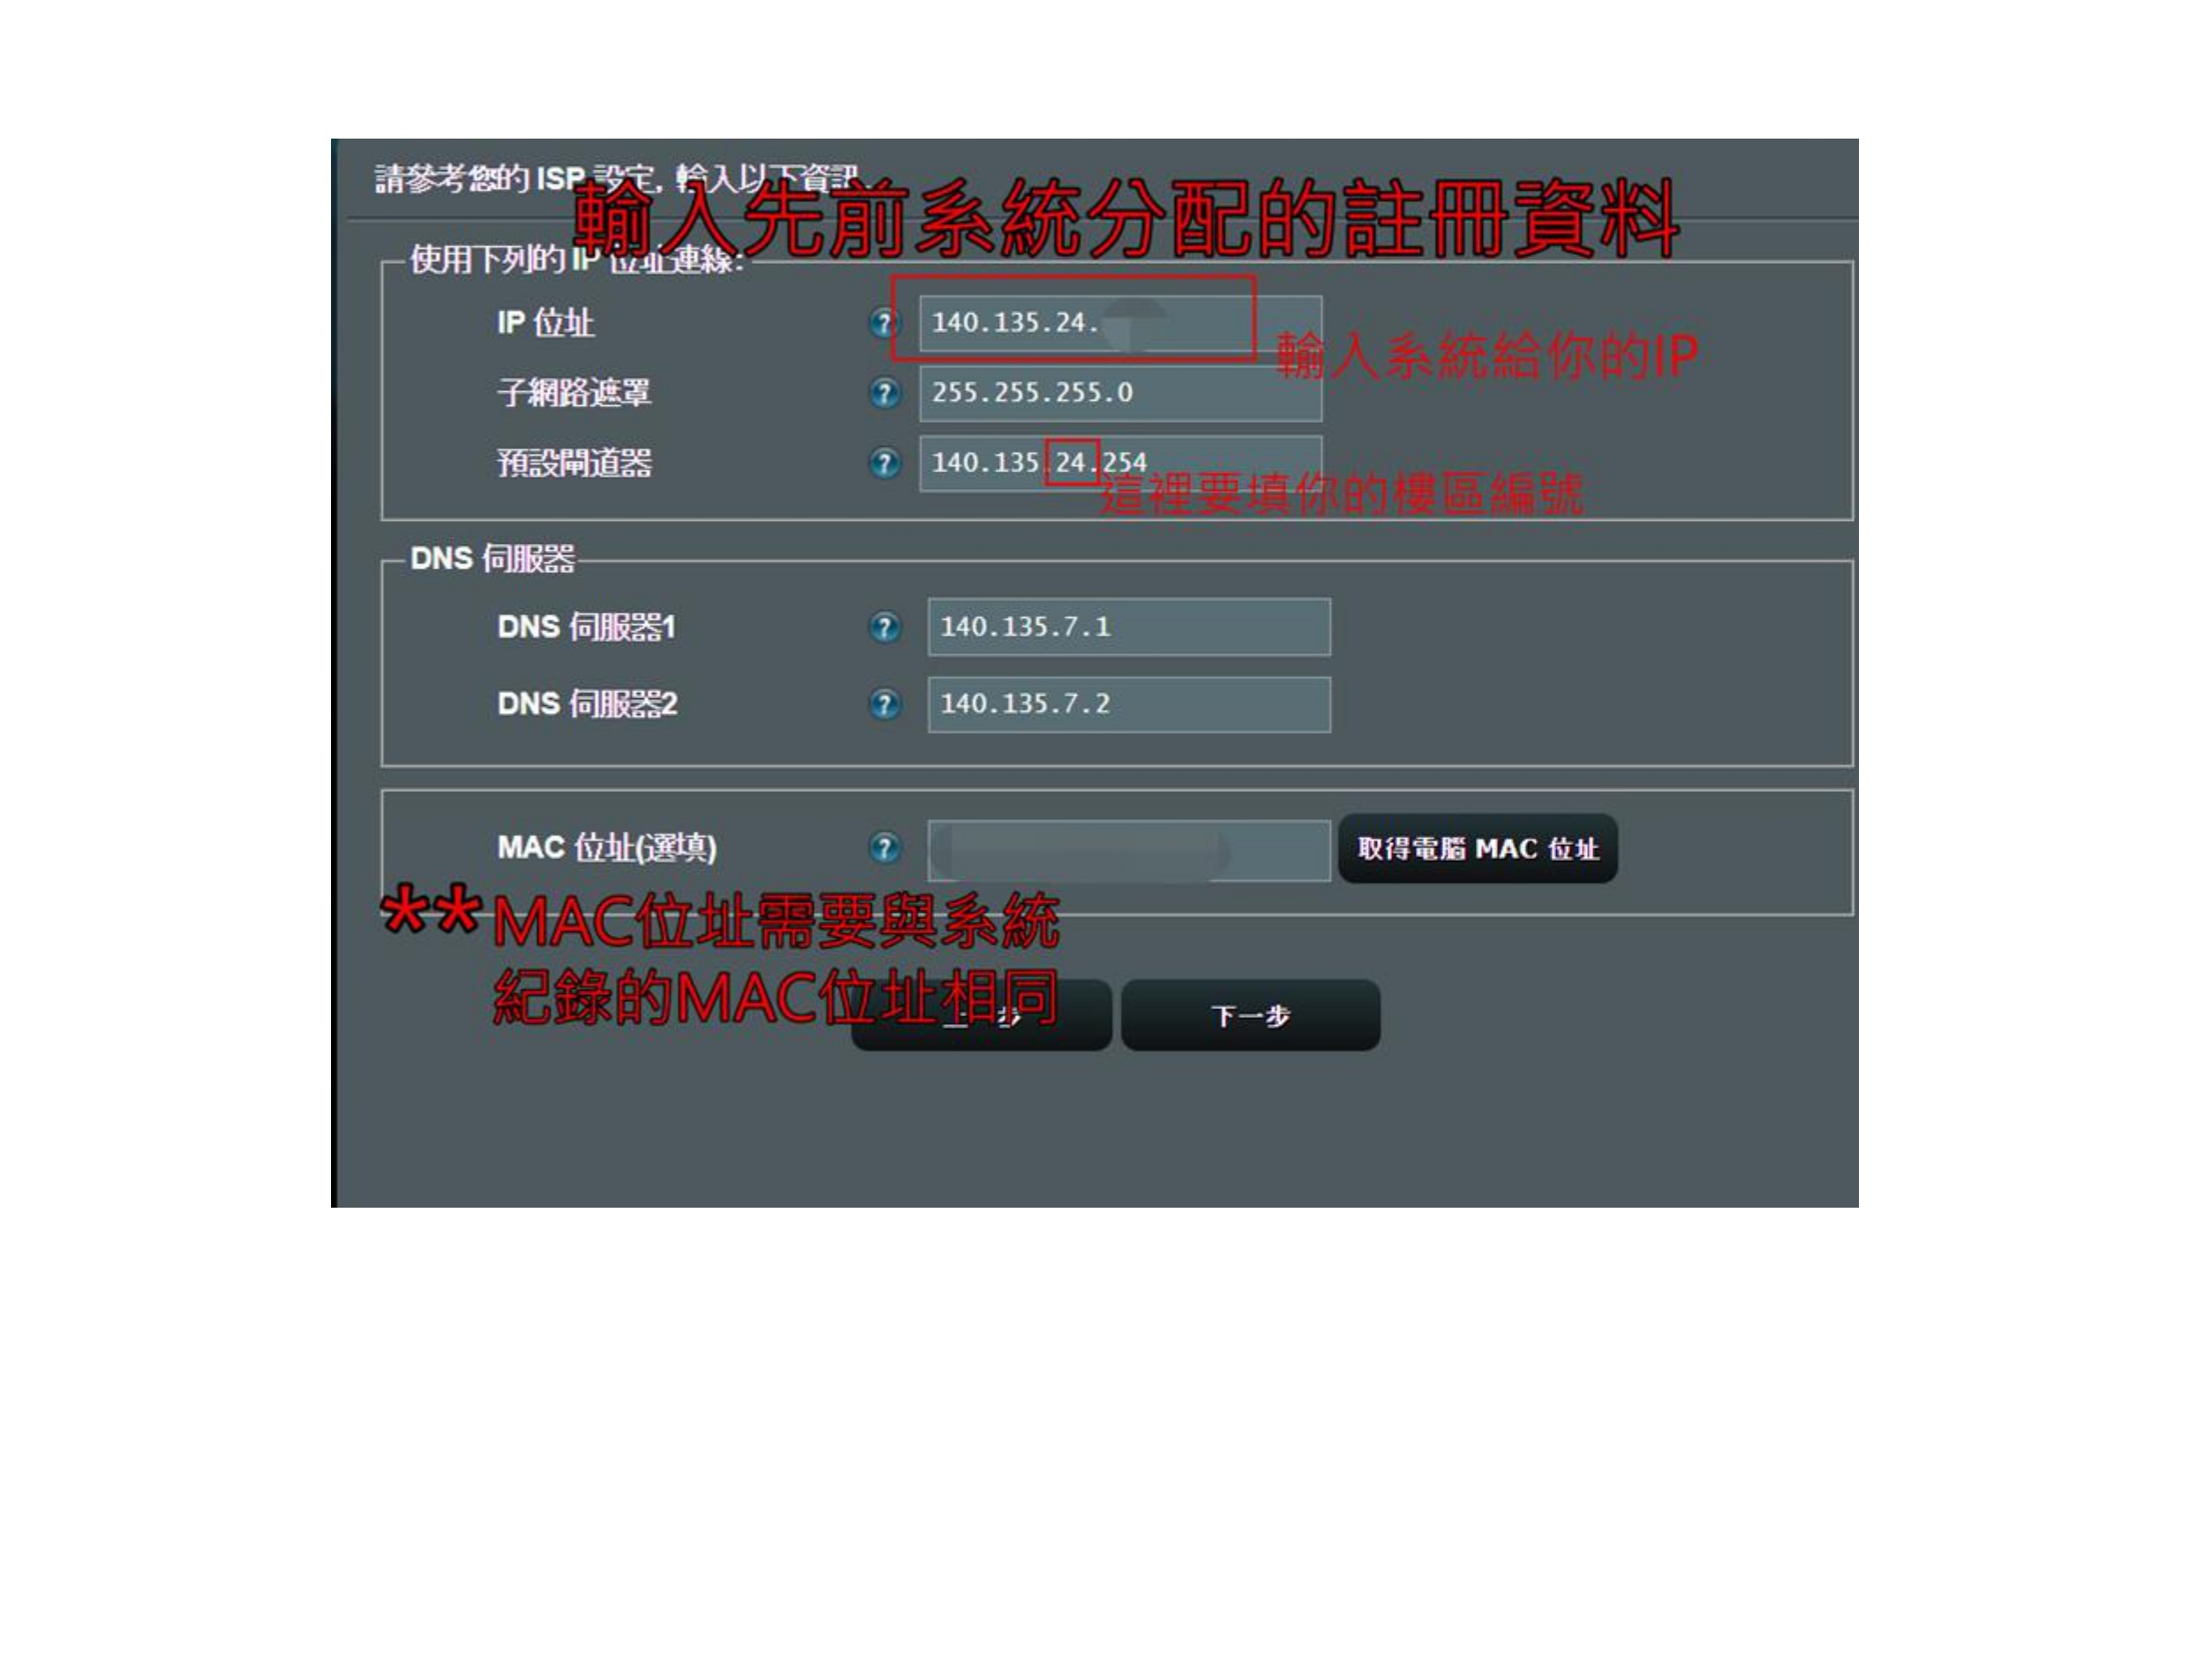 請參考您的 ISP 設定, 輸入以下資訊
輸入先前系統分配的註冊資料
使用下列的 IP 位址連線:
IP 位址
140.135.24.
輸入系統給你的IP
子網路遮罩
255.255.255.0
預設閘道器
140.135.24.254
這裡要填你的樓區編號
DNS 伺服器
DNS 伺服器1
140.135.7.1
DNS 伺服器2
140.135.7.2
MAC 位址(選填)
取得電腦 MAC 位址
**MAC位址需要與系統
紀錄的MAC位址相同
上一步
下一步